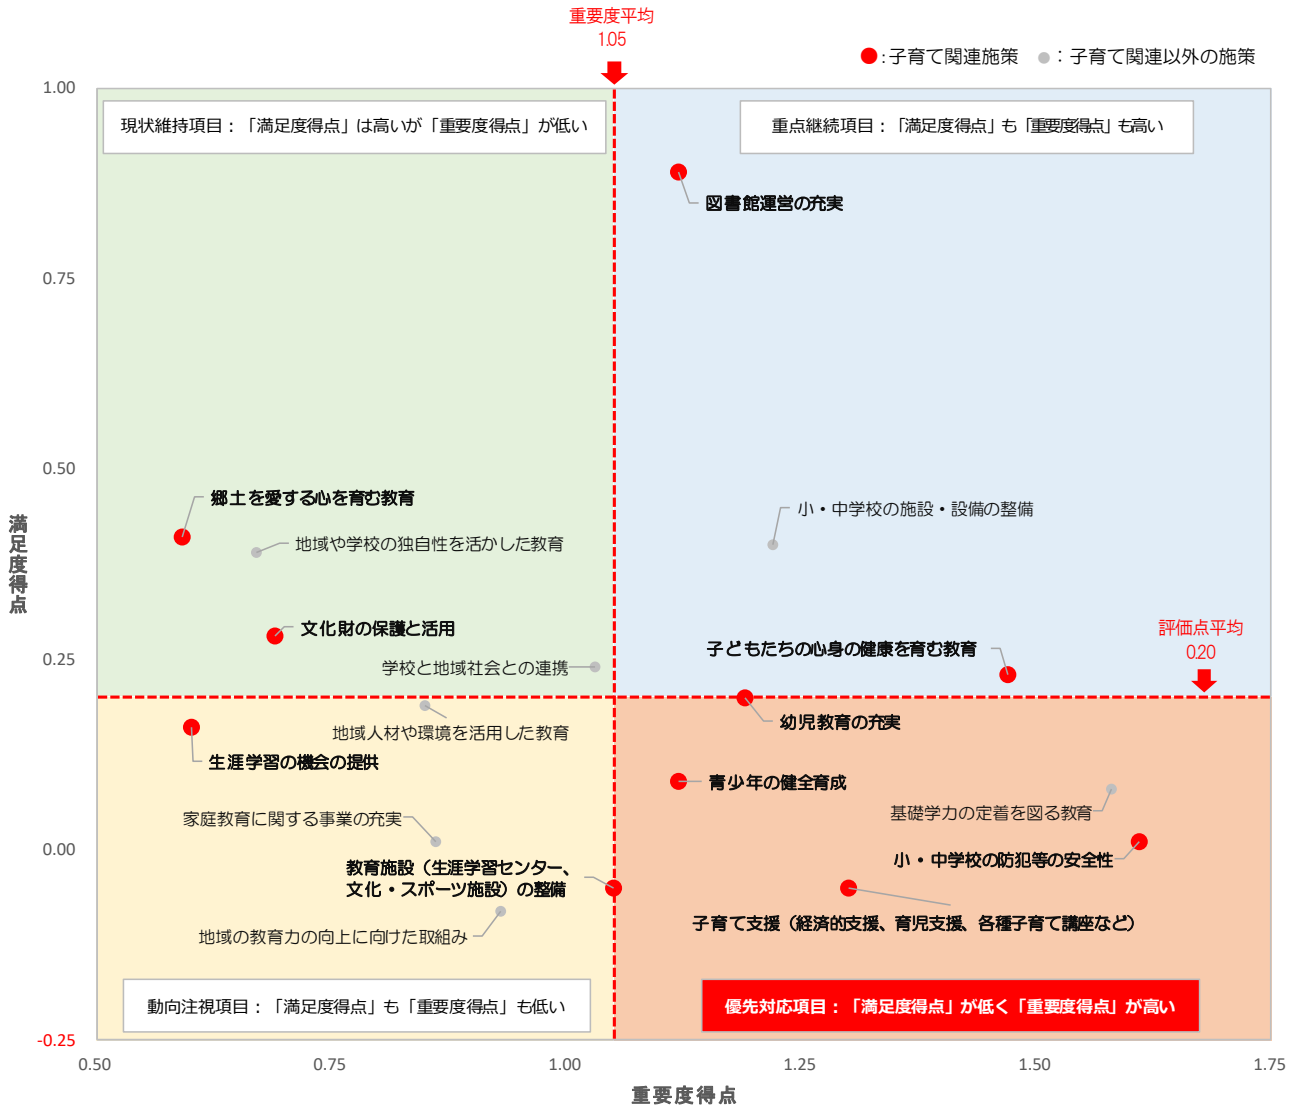 重要度平均
1.05
●：子育て関連施策 ●：子育て関連以外の施策
1.00
現状維持項目：「満足度得点」は高いが「重要度得点」が低い
重点継続項目：「満足度得点」も「重要度得点」も高い
図書館運営の充実
0.75
0.50
郷土を愛する心を育む教育
小・中学校の施設・設備の整備
地域や学校の独自性を活かした教育
満足度得点
文化財の保護と活用
評価点平均
0.20
子どもたちの心身の健康を育む教育
0.25
学校と地域社会との連携
幼児教育の充実
地域人材や環境を活用した教育
生涯学習の機会の提供
青少年の健全育成
基礎学力の定着を図る教育
家庭教育に関する事業の充実
0.00
小・中学校の防犯等の安全性
教育施設（生涯学習センター、
文化・スポーツ施設）の整備
子育て支援（経済的支援、育児支援、各種子育て講座など）
地域の教育力の向上に向けた取組み
動向注視項目：「満足度得点」も「重要度得点」も低い
優先対応項目：「満足度得点」が低く「重要度得点」が高い
-0.25
0.50 0.75 1.00 1.25 1.50 1.75
重要度得点